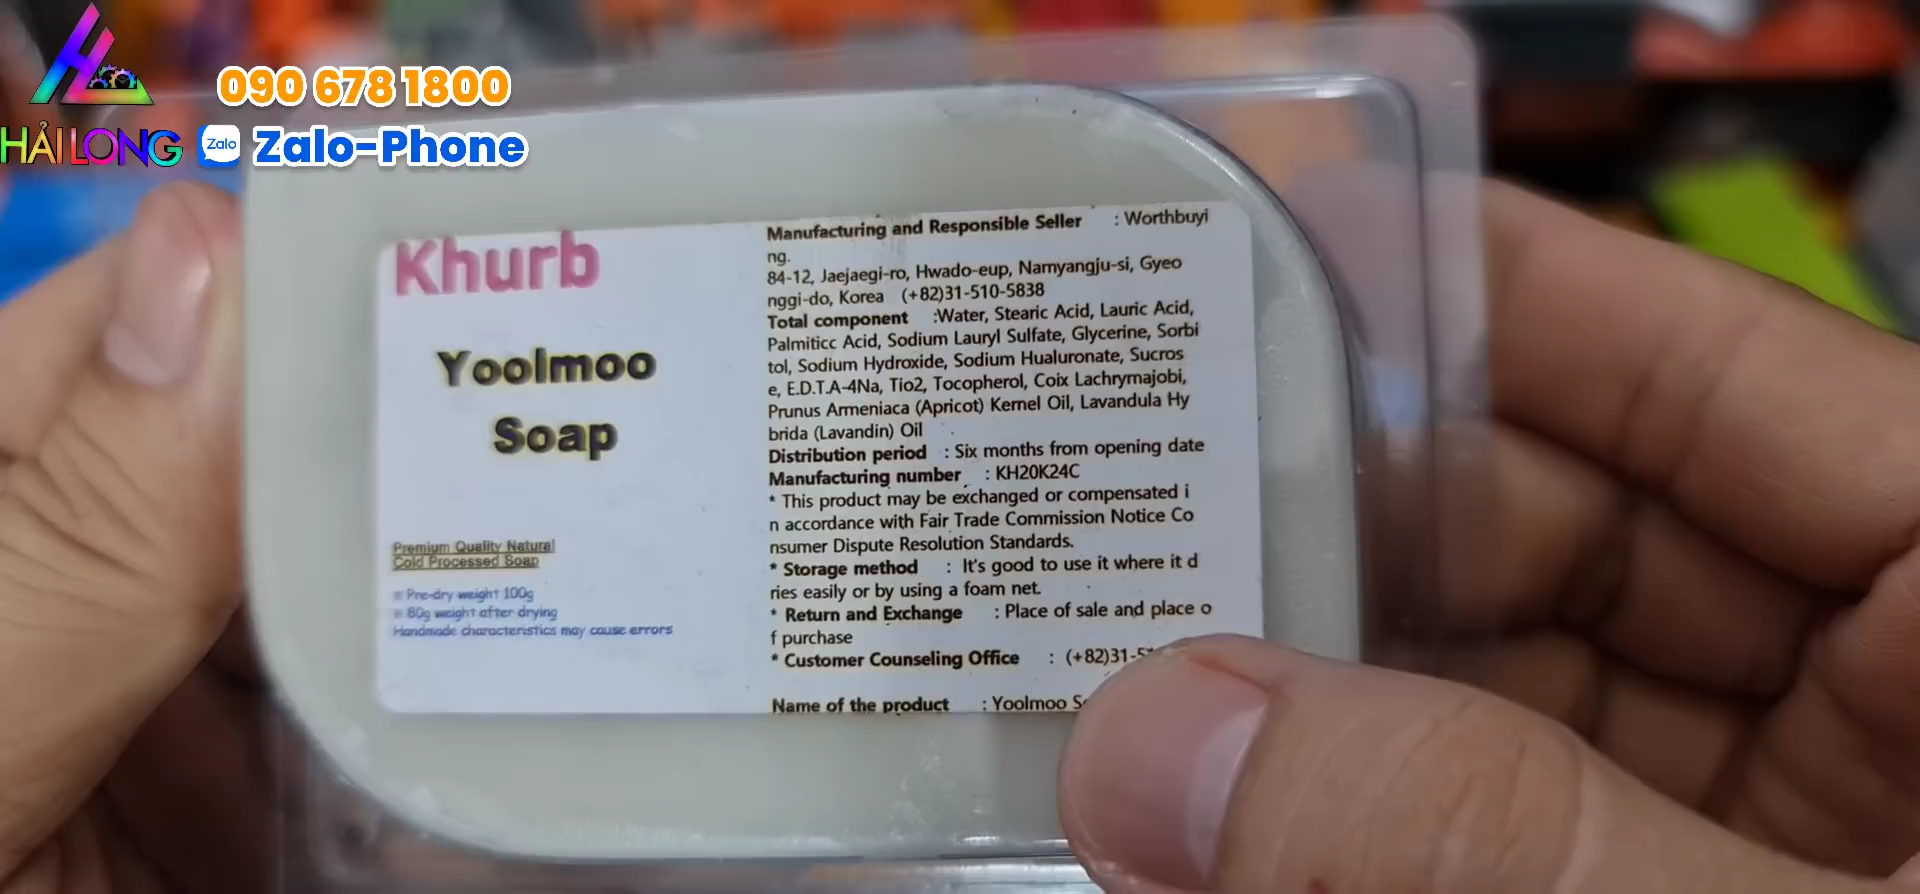 090 678 1800
HẢI LONG
Zalo
Zalo-Phone
Khurb
Yoolmoo
Soap
Premium Quality Natural
Cold Processed Soap
Pre-dry weight 100g
80g weight after drying
Handmade characteristics may cause errors
Manufacturing and Responsible Seller : Worthbuyi
ng.
84-12, Jaejaegi-ro, Hwado-eup, Namyangju-si, Gyeo
nggi-do, Korea (+82)31-510-5838
Total component :Water, Stearic Acid, Lauric Acid,
Palmiticc Acid, Sodium Lauryl Sulfate, Glycerine, Sorbi
tol, Sodium Hydroxide, Sodium Hualuronate, Sucros
e, E.D.T.A-4Na, Tio2, Tocopherol, Coix Lachrymajobi,
Prunus Armeniaca (Apricot) Kernel Oil, Lavandula Hy
brida (Lavandin) Oil
Distribution period : Six months from opening date
Manufacturing number : KH20K24C
* This product may be exchanged or compensated i
n accordance with Fair Trade Commission Notice Co
nsumer Dispute Resolution Standards.
* Storage method : It's good to use it where it d
ries easily or by using a foam net.
* Return and Exchange : Place of sale and place o
f purchase
* Customer Counseling Office : (+82)31-5
Name of the product : Yoolmoo